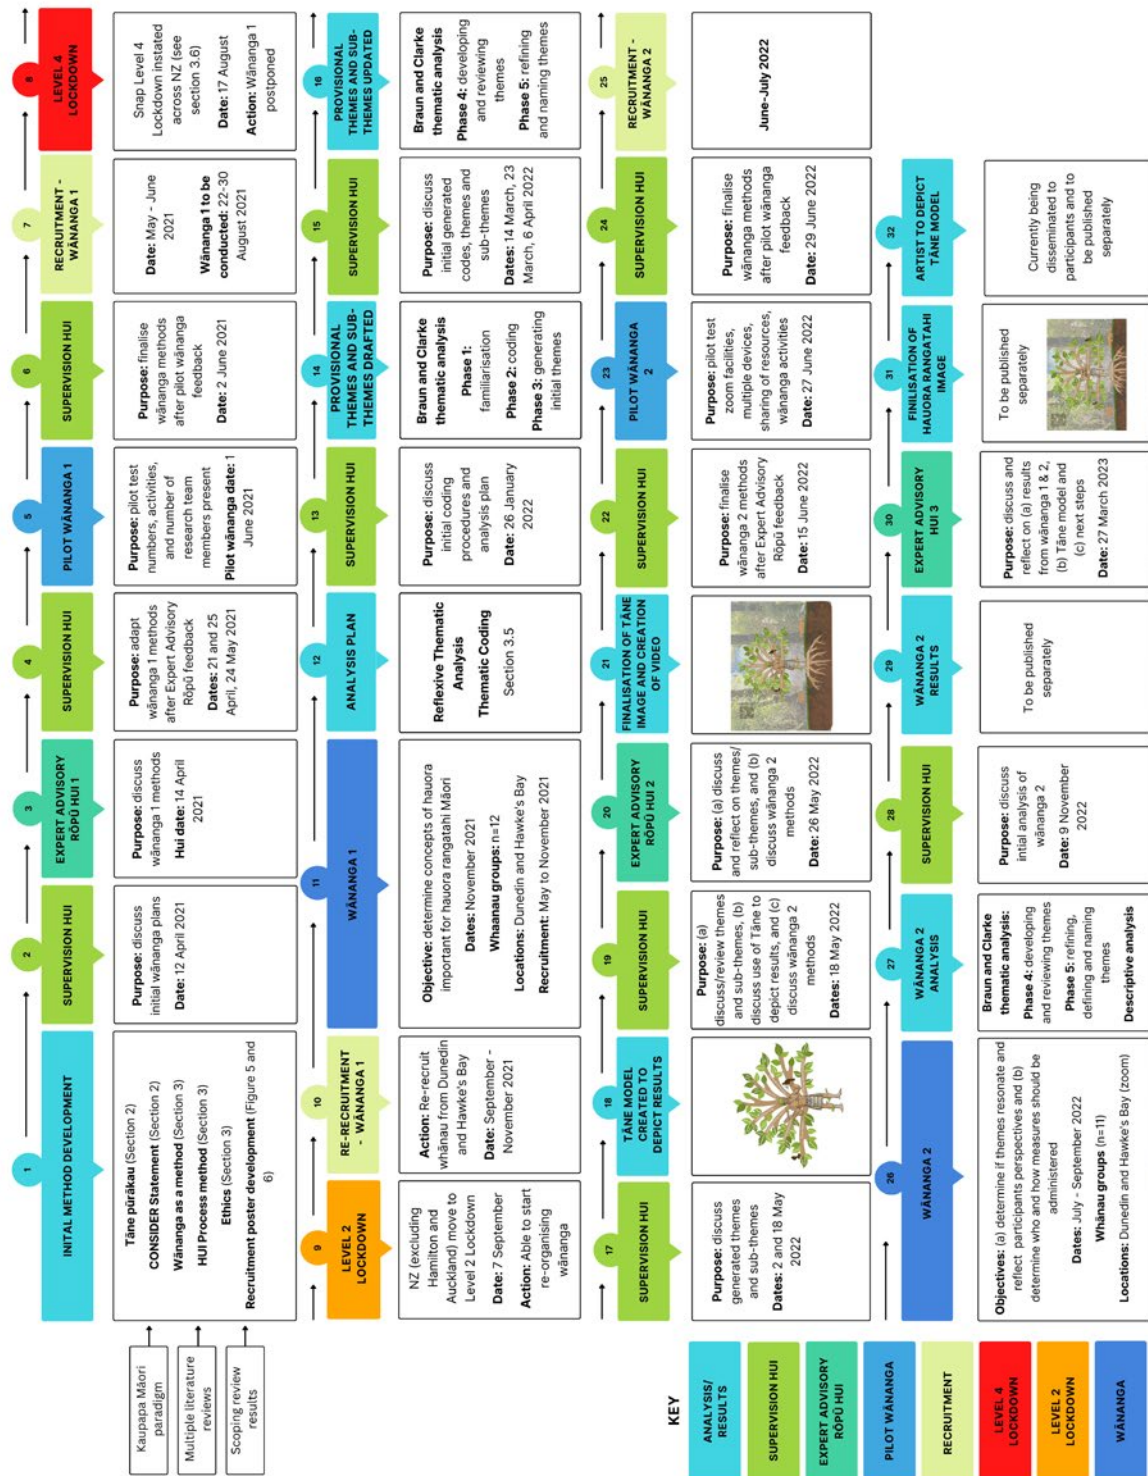 Kaupapa Māori
paradigm
Multiple literature
reviews
Scoping review
results
1
INITAL METHOD DEVELOPMENT
Tāne pūrākau (Section 2)
CONSIDER Statement (Section 2)
Wānanga as a method (Section 3)
HUI Process method (Section 3)
Ethics (Section 3)
Recruitment poster development (Figure 5 and
6)
2
SUPERVISION HUI
Purpose: discuss
initial wānanga plans
Date: 12 April 2021
3
EXPERT ADVISORY
RŌPŪ HUI 1
Purpose: discuss
wānanga 1 methods
Hui date: 14 April
2021
4
SUPERVISION HUI
Purpose: adapt
wānanga 1 methods
after Expert Advisory
Rōpū feedback
Dates: 21 and 25
April, 24 May 2021
5
PILOT WĀNANGA 1
Purpose: pilot test
numbers, activities,
and number of
research team
members present
Pilot wānanga date: 1
June 2021
6
SUPERVISION HUI
Purpose: finalise
wānanga methods
after pilot wānanga
feedback
Date: 2 June 2021
7
RECRUITMENT -
WĀNANGA 1
Date: May - June
2021
Wānanga 1 to be
conducted: 22-30
August 2021
8
LEVEL 4
LOCKDOWN
Snap Level 4
Lockdown instated
across NZ (see
section 3.6)
Date: 17 August
Action: Wānanga 1
postponed
9
LEVEL 2
LOCKDOWN
NZ (excluding
Hamilton and
Auckland) move to
Level 2 Lockdown
Date: 7 September
Action: Able to start
re-organising
wānanga
10
RE-RECRUITMENT
- WĀNANGA 1
Action: Re-recruit
whānau from Dunedin
and Hawke's Bay
Date: September -
November 2021
11
WĀNANGA 1
Objective: determine concepts of hauora
important for hauora rangatahi Māori
Dates: November 2021
Whaanau groups: n=12
Locations: Dunedin and Hawke's Bay
Recruitment: May to November 2021
12
ANALYSIS PLAN
Reflexive Thematic
Analysis
Thematic Coding
Section 3.5
13
SUPERVISION HUI
Purpose: discuss
initial coding
procedures and
analysis plan
Date: 26 January
2022
14
PROVISIONAL
THEMES AND SUB-
THEMES DRAFTED
Braun and Clarke
thematic analysis
Phase 1:
familiarisation
Phase 2: coding
Phase 3: generating
initial themes
15
SUPERVISION HUI
Purpose: discuss
initial generated
codes, themes and
sub-themes
Dates: 14 March, 23
March, 6 April 2022
16
PROVISIONAL
THEMES AND SUB-
THEMES UPDATED
Braun and Clarke
thematic analysis
Phase 4: developing
and reviewing
themes
Phase 5: refining
and naming themes
17
SUPERVISION HUI
Purpose: discuss
generated themes
and sub-themes
Dates: 2 and 18 May
2022
18
TĀNE MODEL
CREATED TO
DEPICT RESULTS
19
SUPERVISION HUI
Purpose: (a)
discuss/review themes
and sub-themes, (b)
discuss use of Tāne to
depict results, and (c)
discuss wānanga 2
methods
Dates: 18 May 2022
20
EXPERT ADVISORY
RŌPŪ HUI 2
Purpose: (a) discuss
and reflect on themes/
sub-themes, and (b)
discuss wānanga 2
methods
Date: 26 May 2022
21
FINALISATION OF TĀNE
IMAGE AND CREATION
OF VIDEO
22
SUPERVISION HUI
Purpose: finalise
wānanga 2 methods
after Expert Advisory
Rōpū feedback
Date: 15 June 2022
23
PILOT WĀNANGA
2
Purpose: pilot test
zoom facilities,
multiple devices,
sharing of resources,
wānanga activities
Date: 27 June 2022
24
SUPERVISION HUI
Purpose: finalise
wānanga methods
after pilot wānanga
feedback
Date: 29 June 2022
25
RECRUITMENT -
WĀNANGA 2
June-July 2022
26
WĀNANGA 2
Objectives: (a) determine if themes resonate and
reflect participants perspectives and (b)
determine who and how measures should be
administered
Dates: July - September 2022
Whānau groups (n=11)
Locations: Dunedin and Hawke's Bay (zoom)
27
WĀNANGA 2
ANALYSIS
Braun and Clarke
thematic analysis:
Phase 4: developing
and reviewing themes
Phase 5: refining,
defining and naming
themes
Descriptive analysis
28
SUPERVISION HUI
Purpose: discuss
intial analysis of
wānanga 2
Date: 9 November
2022
29
WĀNANGA 2
RESULTS
To be published
separately
30
EXPERT ADVISORY
HUI 3
Purpose: discuss and
reflect on (a) results
from wānanga 1 & 2,
(b) Tāne model and
(c) next steps
Date: 27 March 2023
31
FINILISATION OF
HAUORA RANGATAHI
IMAGE
To be published
separately
32
ARTIST TO DEPICT
TĀNE MODEL
Currently being
disseminated to
participants and to
be published
separately
KEY
ANALYSIS/
RESULTS
SUPERVISION HUI
EXPERT ADVISORY
RŌPŪ HUI
PILOT WĀNANGA
RECRUITMENT
LEVEL 4
LOCKDOWN
LEVEL 2
LOCKDOWN
WĀNANGA